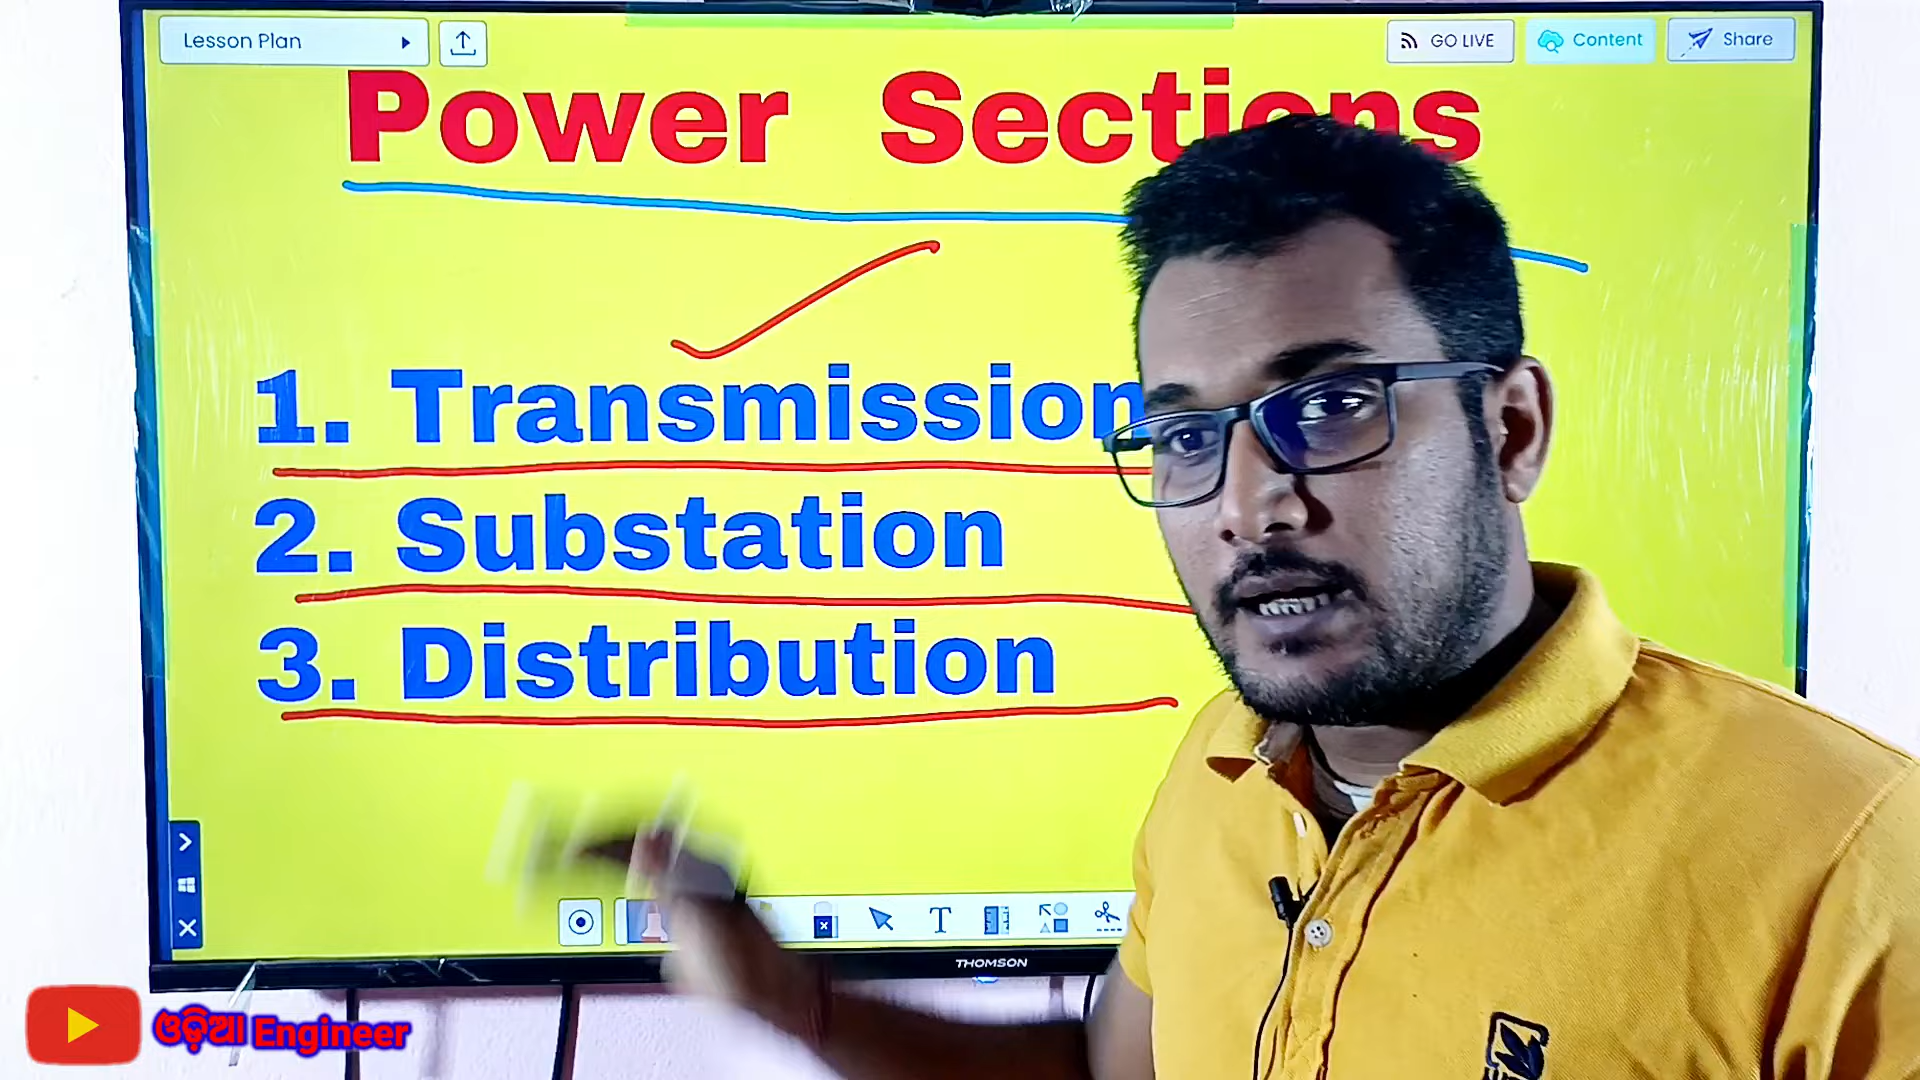 Lesson Plan
GO LIVE
Content
Share
Power Sections
1. Transmission
2. Substation
3. Distribution
T
THOMSON
ଓଡ଼ିଆ Engineer